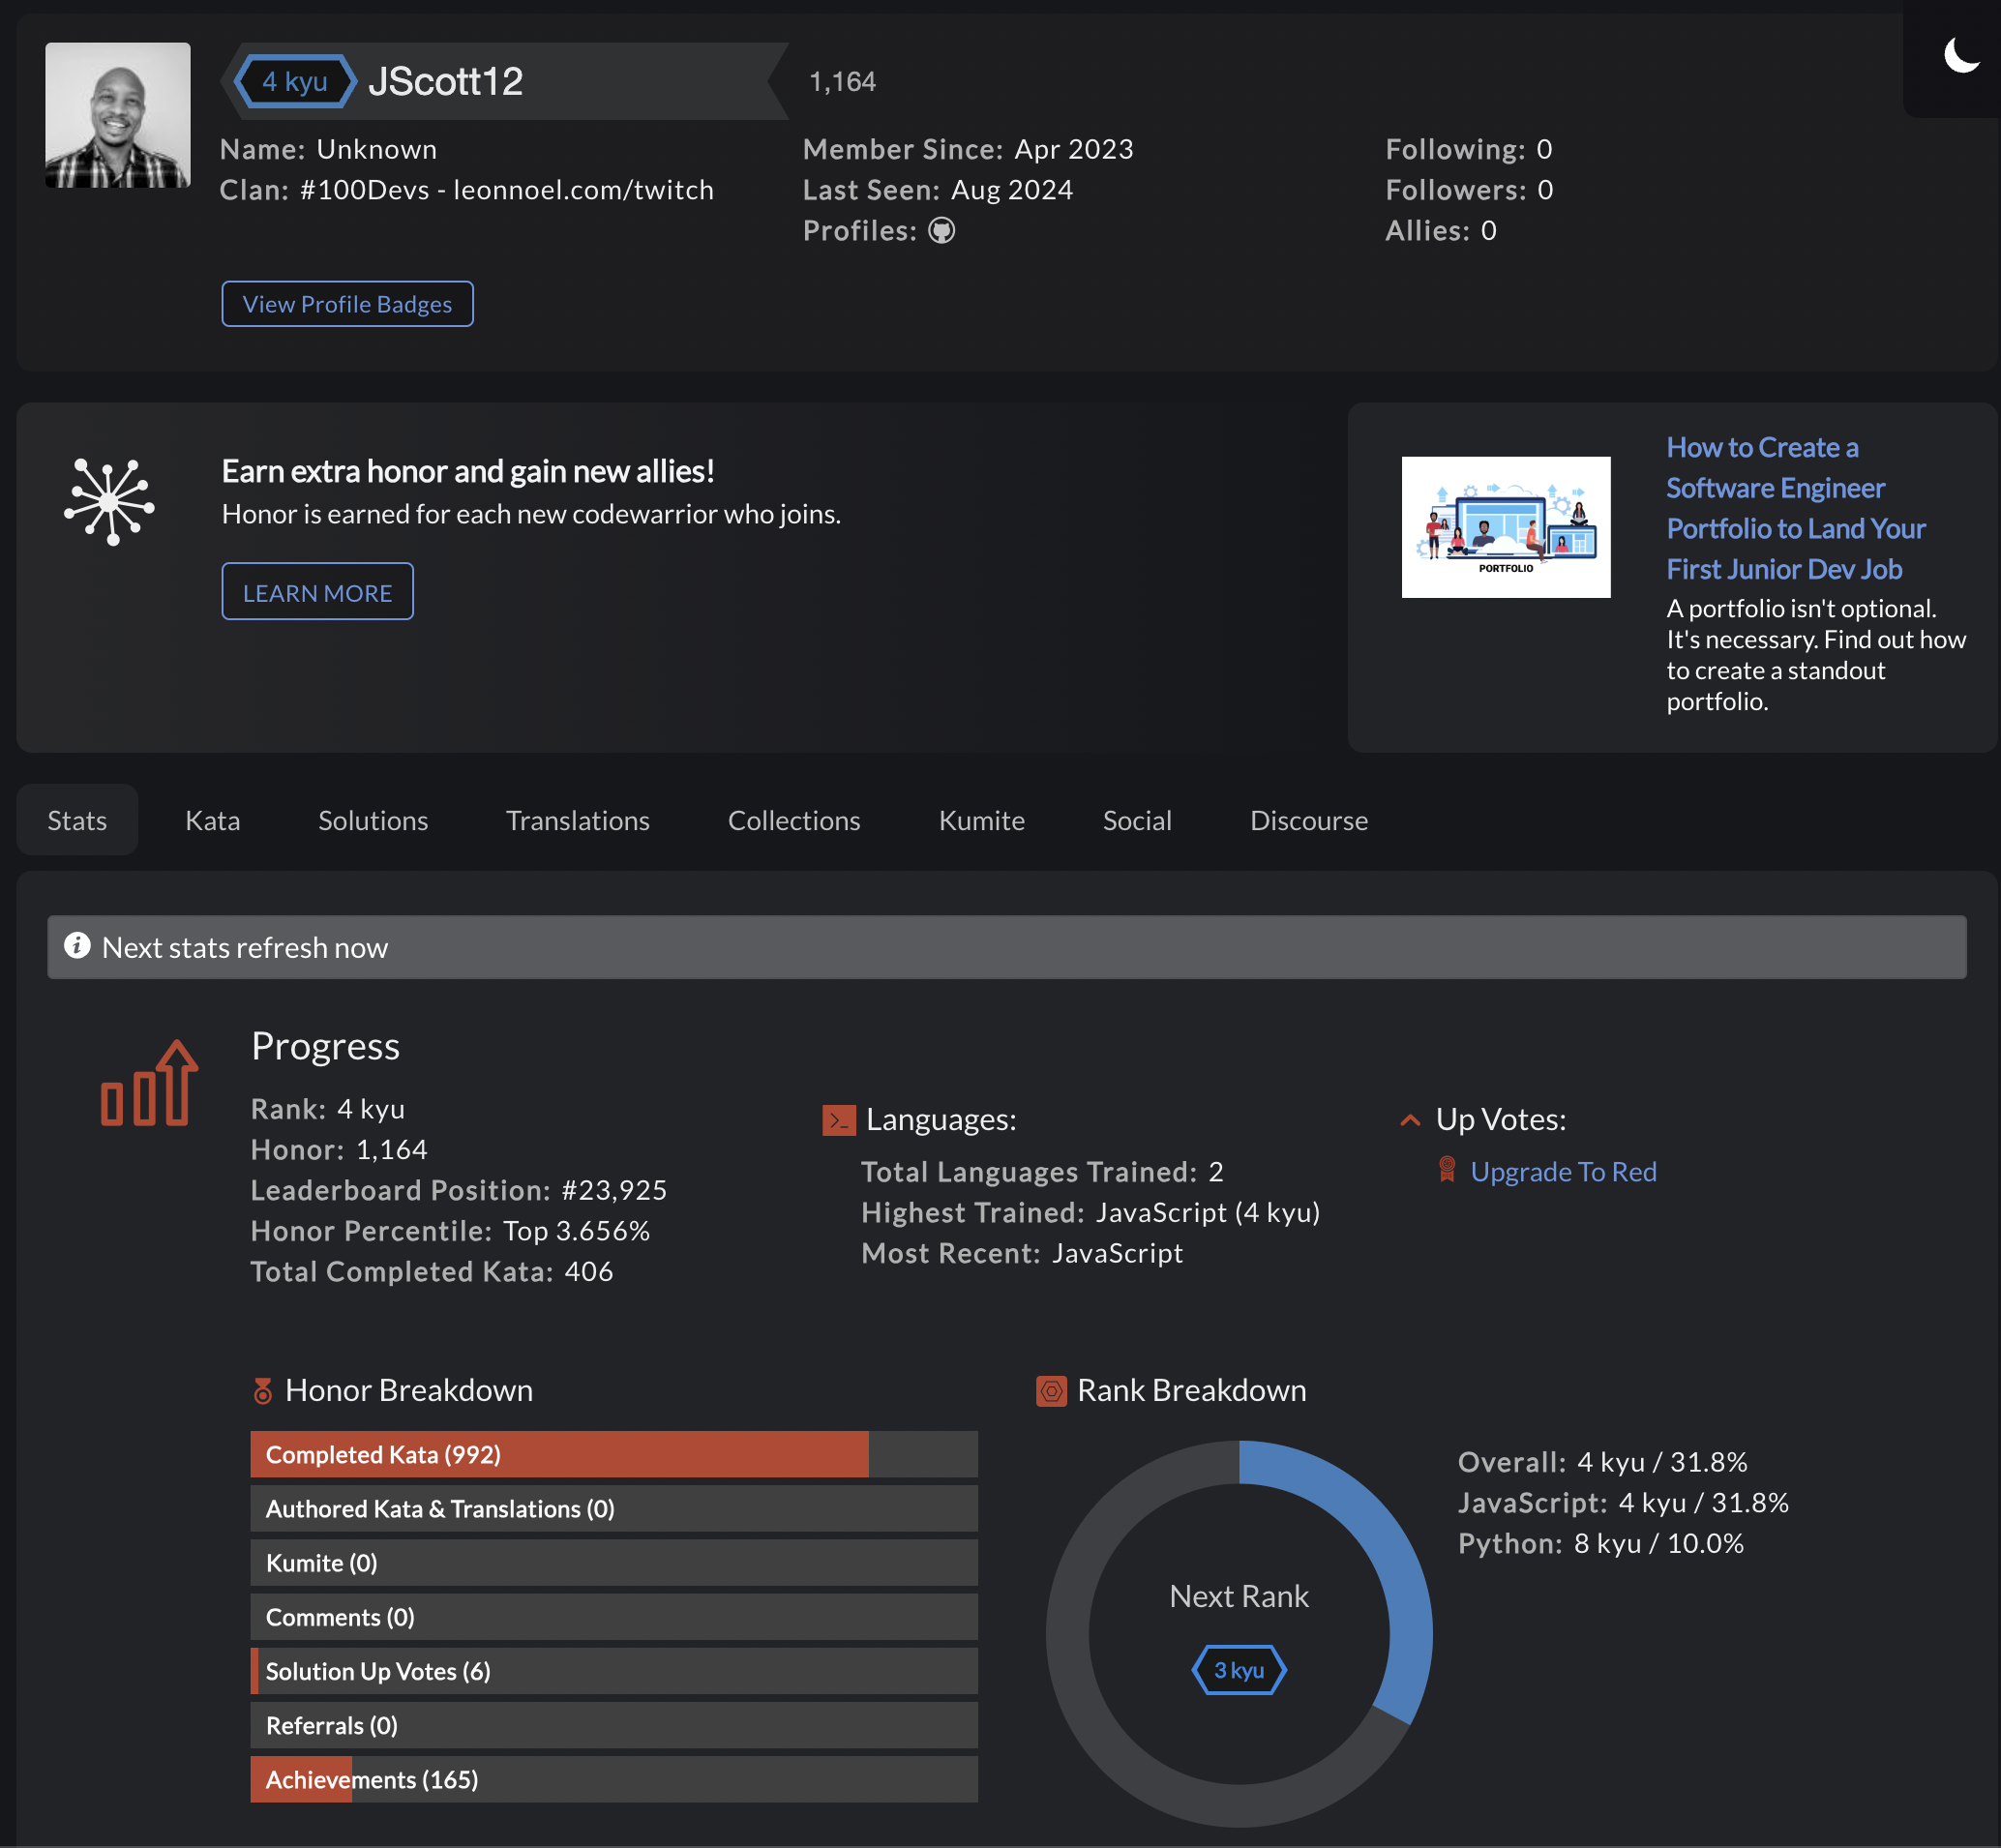 4 kyu JScott12 1,164
Name: Unknown
Clan: #100Devs - leonnoel.com/twitch
Member Since: Apr 2023
Last Seen: Aug 2024
Profiles:
Following: 0
Followers: 0
Allies: 0
View Profile Badges
Earn extra honor and gain new allies!
Honor is earned for each new codewarrior who joins.
LEARN MORE
PORTFOLIO
How to Create a
Software Engineer
Portfolio to Land Your
First Junior Dev Job
A portfolio isn't optional.
It's necessary. Find out how
to create a standout
portfolio.
Stats Kata Solutions Translations Collections Kumite Social Discourse
Next stats refresh now
Progress
Rank: 4 kyu
Honor: 1,164
Leaderboard Position: #23,925
Honor Percentile: Top 3.656%
Total Completed Kata: 406
Languages:
Total Languages Trained: 2
Highest Trained: JavaScript (4 kyu)
Most Recent: JavaScript
Up Votes:
Upgrade To Red
Honor Breakdown
Completed Kata (992)
Authored Kata & Translations (0)
Kumite (0)
Comments (0)
Solution Up Votes (6)
Referrals (0)
Achievements (165)
Rank Breakdown
Next Rank
3 kyu
Overall: 4 kyu / 31.8%
JavaScript: 4 kyu / 31.8%
Python: 8 kyu / 10.0%